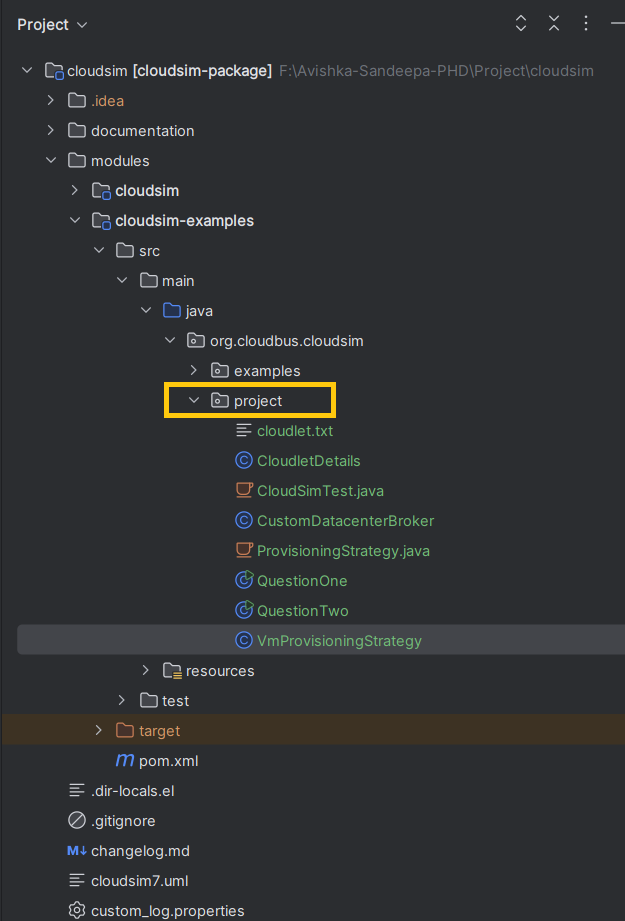 Project
cloudsim [cloudsim-package] F:\Avishka-Sandeepa-PHD\Project\cloudsim
.idea
documentation
modules
cloudsim
cloudsim-examples
src
main
java
org.cloudbus.cloudsim
examples
project
cloudlet.txt
CloudletDetails
CloudSimTest.java
CustomDatacenterBroker
ProvisioningStrategy.java
QuestionOne
QuestionTwo
VmProvisioningStrategy
resources
test
target
m pom.xml
.dir-locals.el
.gitignore
M↓ changelog.md
cloudsim7.uml
custom_log.properties